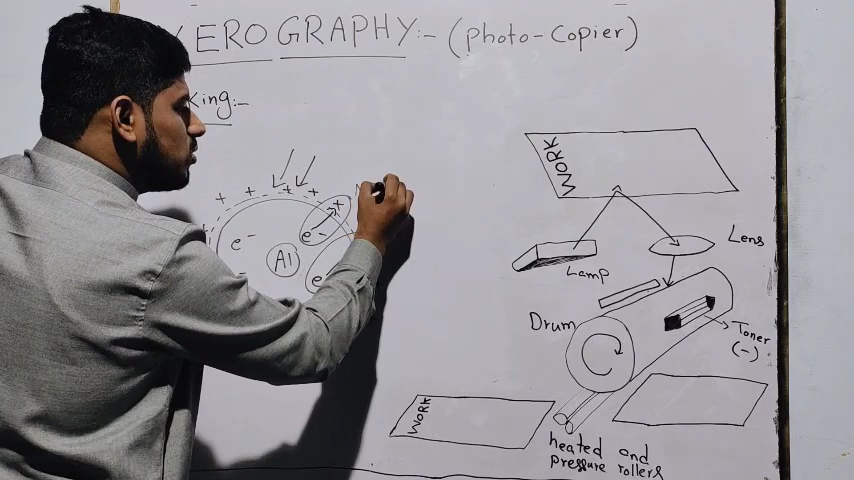 XEROGRAPHY:- (Photo-Copier)
king:-
+ + + +
+
e-
e-
Al
e
WORK
Lens
Lamp
Drum
Toner
(-)
WORK
heated and
pressure rollers